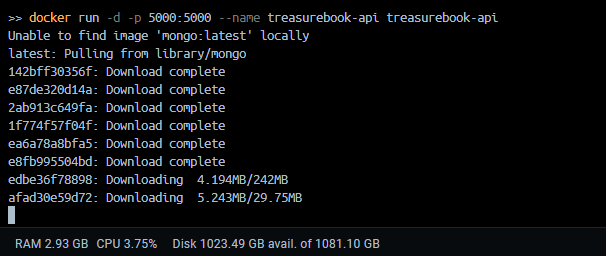 >> docker run -d -p 5000:5000 --name treasurebook-api treasurebook-api
Unable to find image 'mongo:latest' locally
latest: Pulling from library/mongo
142bff30356f: Download complete
e87de320d14a: Download complete
2ab913c649fa: Download complete
1f774f57f04f: Download complete
ea6a78a8bfa5: Download complete
e8fb995504bd: Download complete
edbe36f78898: Downloading  4.194MB/242MB
afad30e59d72: Downloading  5.243MB/29.75MB
RAM 2.93 GB  CPU 3.75%  Disk 1023.49 GB avail. of 1081.10 GB